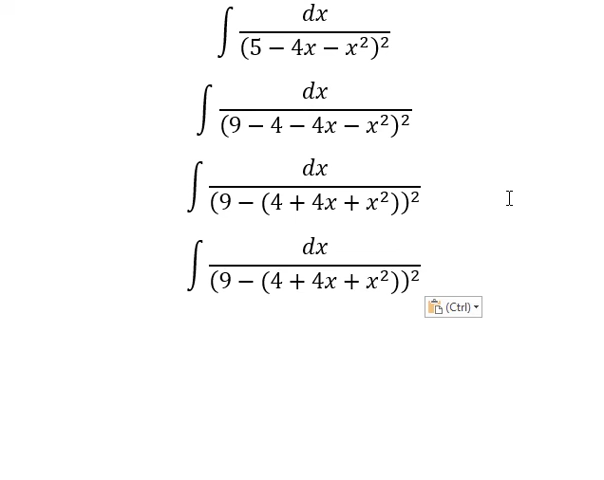 ∫ dx / (5 − 4x − x²)²
∫ dx / (9 − 4 − 4x − x²)²
∫ dx / (9 − (4 + 4x + x²))²
∫ dx / (9 − (4 + 4x + x²))²
(Ctrl)